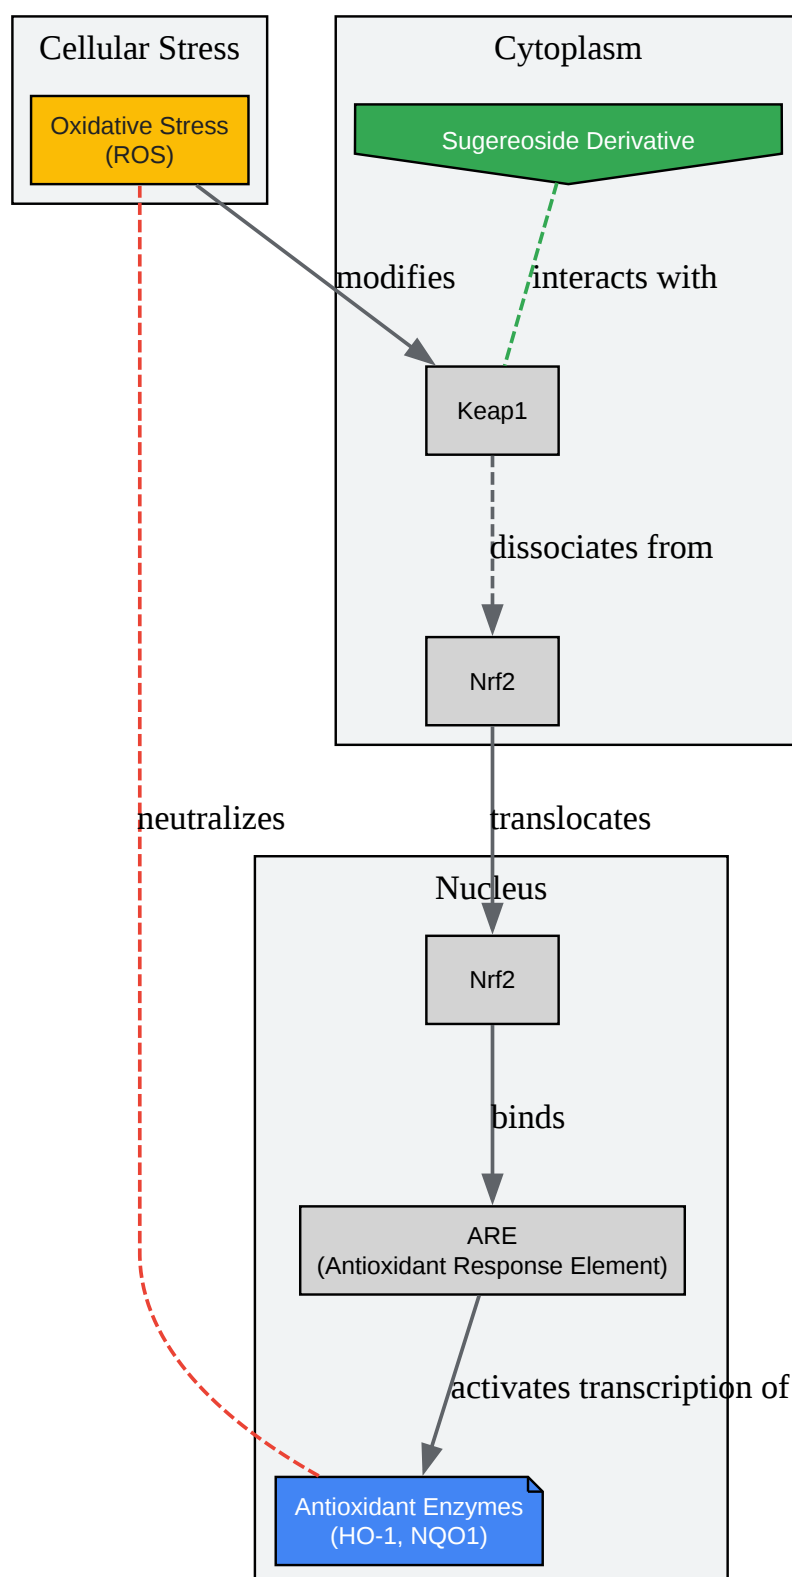 Cellular Stress
Cytoplasm
Oxidative Stress
(ROS)
Sugereoside Derivative
modifies
interacts with
Keap1
dissociates from
Nrf2
neutralizes
translocates
Nucleus
Nrf2
binds
ARE
(Antioxidant Response Element)
activates transcription of
Antioxidant Enzymes
(HO-1, NQO1)